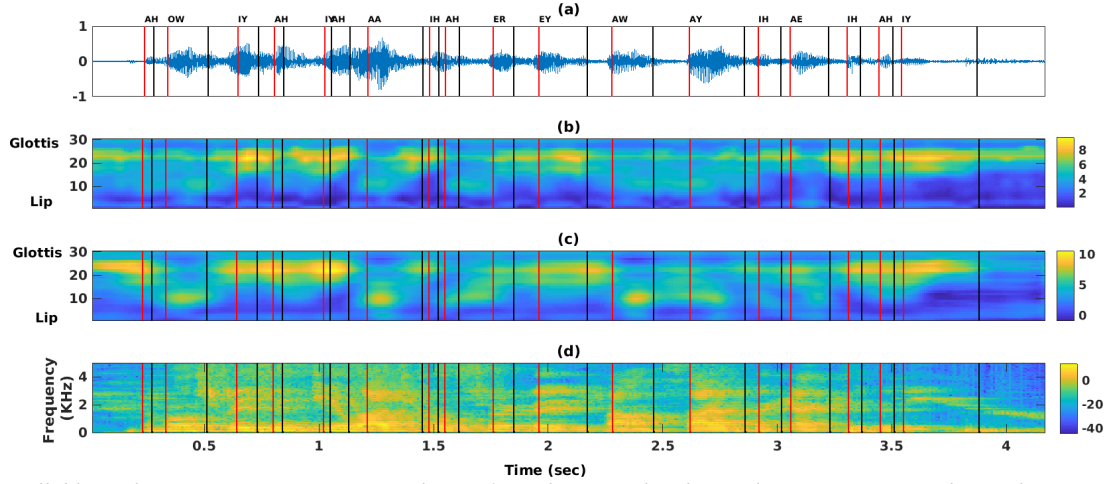 (a)
AH OW IY AH IY AH AA IH AH ER EY AW AY IH AE IH AH IY
1
0
-1
(b)
Glottis 30
20
10
Lip
8
6
4
2
(c)
Glottis 30
20
10
Lip
10
5
0
(d)
Frequency
(KHz)
4
2
0
0
-20
-40
0.5 1 1.5 2 2.5 3 3.5 4
Time (sec)